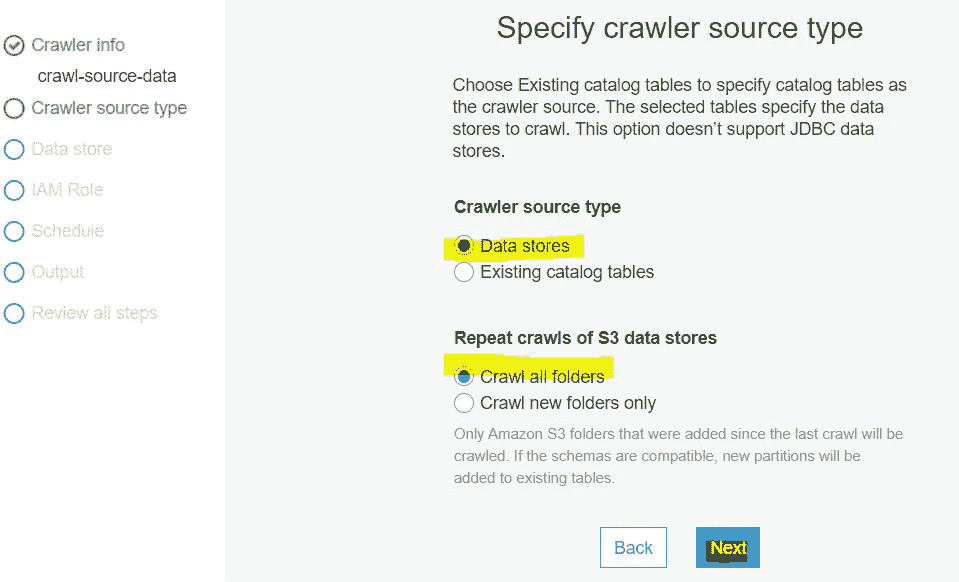 Crawler info
crawl-source-data
Crawler source type
Data store
IAM Role
Schedule
Output
Review all steps
Specify crawler source type
Choose Existing catalog tables to specify catalog tables as
the crawler source. The selected tables specify the data
stores to crawl. This option doesn't support JDBC data
stores.
Crawler source type
Data stores
Existing catalog tables
Repeat crawls of S3 data stores
Crawl all folders
Crawl new folders only
Only Amazon S3 folders that were added since the last crawl will be
crawled. If the schemas are compatible, new partitions will be
added to existing tables.
Back
Next